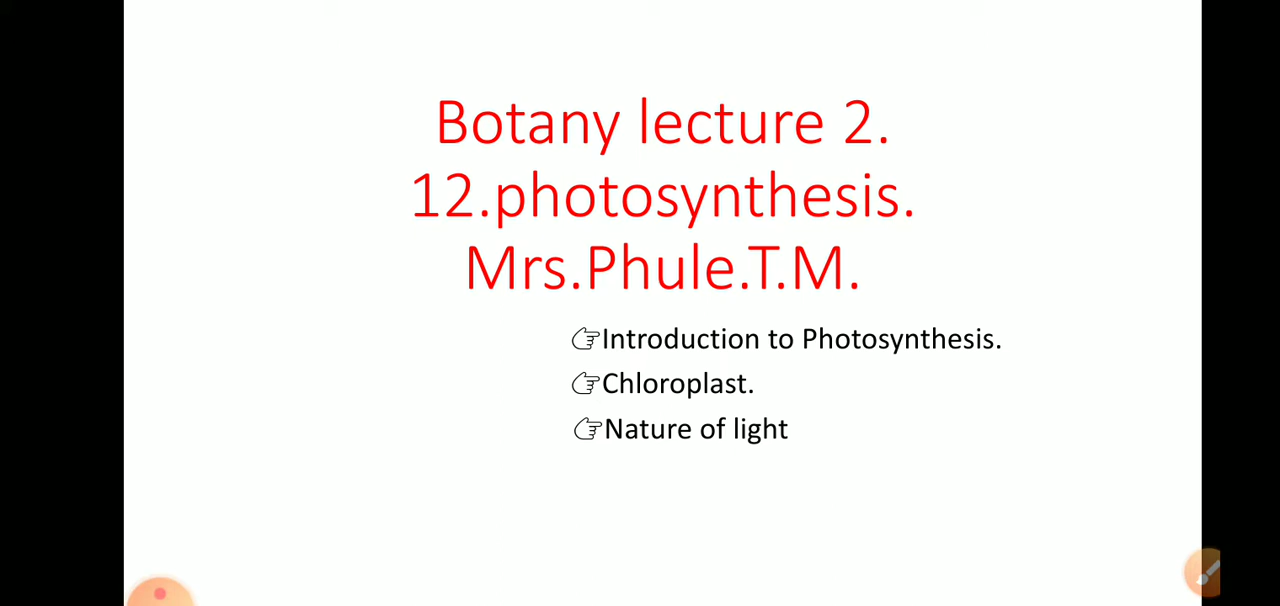 Botany lecture 2.
12.photosynthesis.
Mrs.Phule.T.M.
👉Introduction to Photosynthesis.
👉Chloroplast.
👉Nature of light